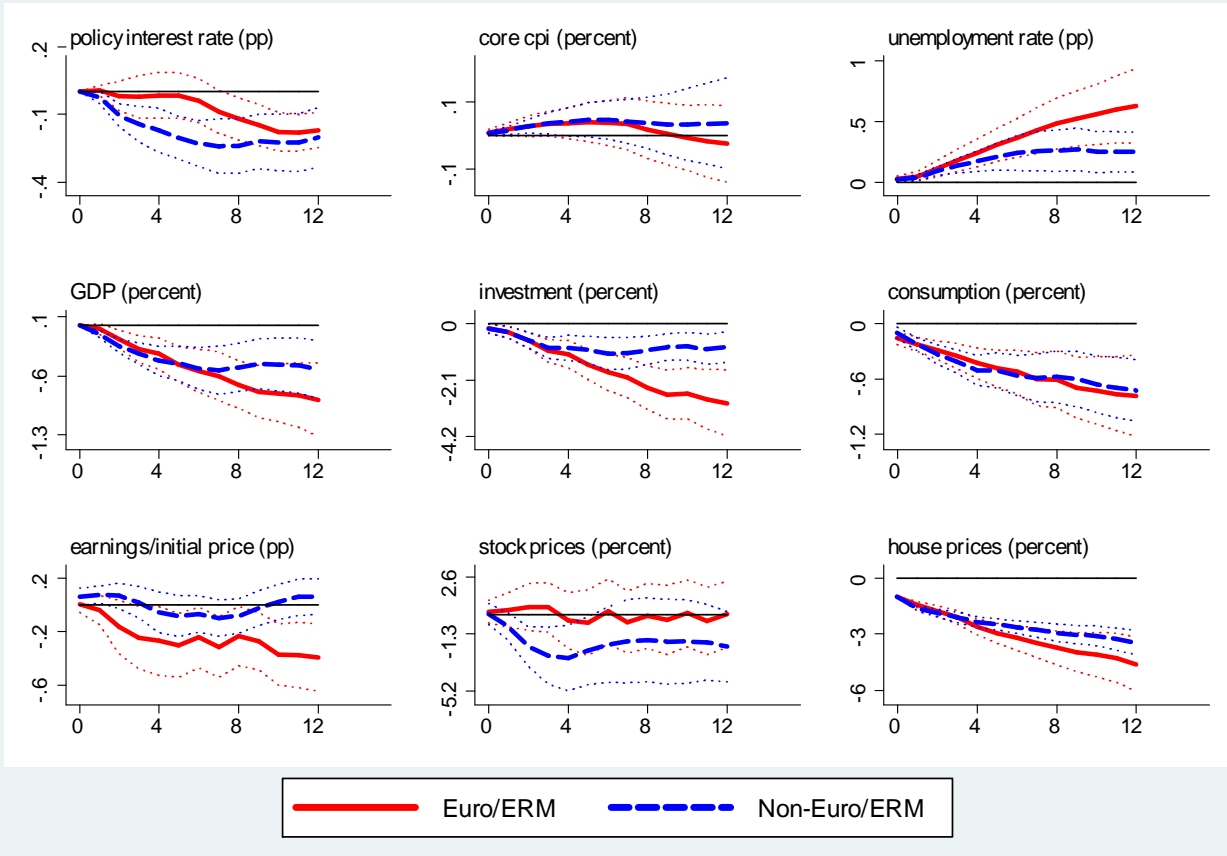 policy interest rate (pp)
.2
-.1
-.4
0 4 8 12
core cpi (percent)
.1
-.1
0 4 8 12
unemployment rate (pp)
1
.5
0
0 4 8 12
GDP (percent)
.1
-.6
-1.3
0 4 8 12
investment (percent)
0
-2.1
-4.2
0 4 8 12
consumption (percent)
0
-.6
-1.2
0 4 8 12
earnings/initial price (pp)
.2
-.2
-.6
0 4 8 12
stock prices (percent)
2.6
-1.3
-5.2
0 4 8 12
house prices (percent)
0
-.3
-.6
0 4 8 12
Euro/ERM Non-Euro/ERM